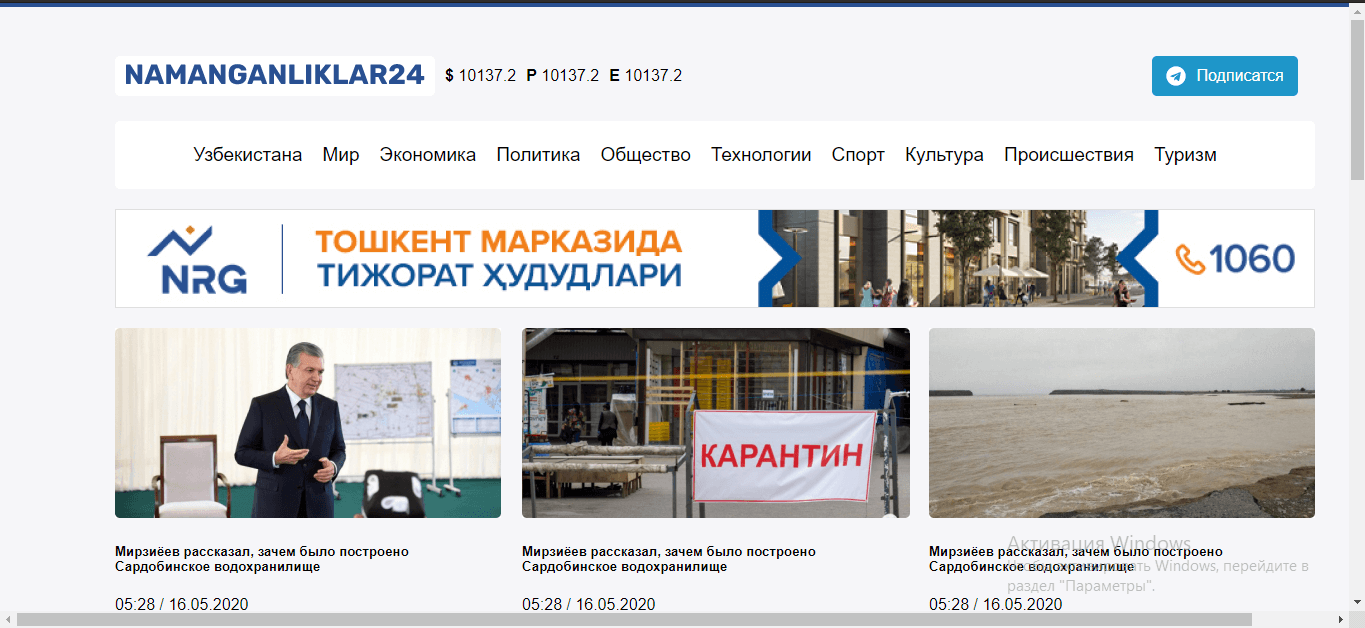 NAMANGANLIKLAR24 $ 10137.2 P 10137.2 E 10137.2 Подписатся
Узбекистана Мир Экономика Политика Общество Технологии Спорт Культура Происшествия Туризм
NRG
ТОШКЕНТ МАРКАЗИДА
ТИЖОРАТ ҲУДУДЛАРИ
1060
КАРАНТИН
Мирзиёев рассказал, зачем было построено
Сардобинское водохранилище
05:28 / 16.05.2020
Мирзиёев рассказал, зачем было построено
Сардобинское водохранилище
05:28 / 16.05.2020
Мирзиёев рассказал, зачем было построено
Сардобинское водохранилище
05:28 / 16.05.2020
Активация Windows
Чтобы активировать Windows, перейдите в
раздел "Параметры".